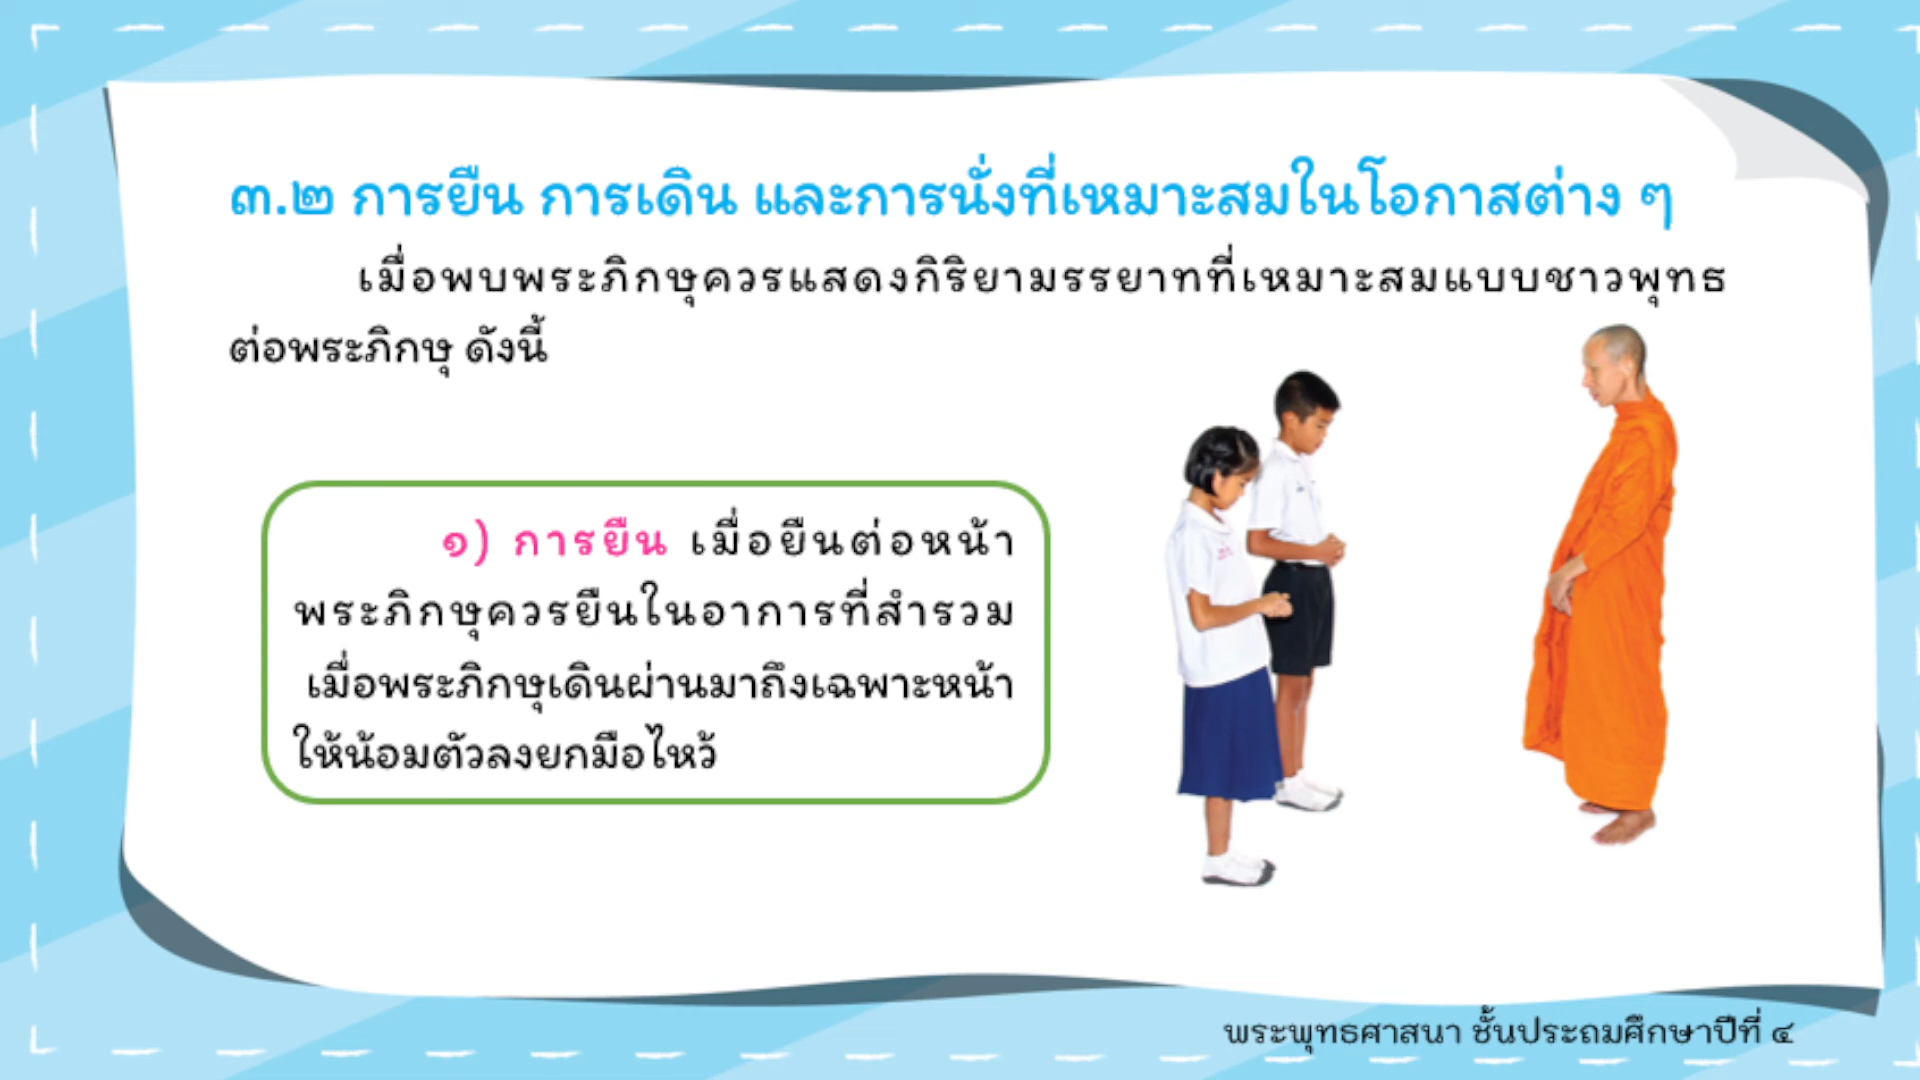 ๓.๒ การยืน การเดิน และการนั่งที่เหมาะสมในโอกาสต่าง ๆ
เมื่อพบพระภิกษุควรแสดงกิริยามรรยาทที่เหมาะสมแบบชาวพุทธ
ต่อพระภิกษุ ดังนี้
๑) การยืน เมื่อยืนต่อหน้า
พระภิกษุควรยืนในอาการที่สำรวม
เมื่อพระภิกษุเดินผ่านมาถึงเฉพาะหน้า
ให้น้อมตัวลงยกมือไหว้
พระพุทธศาสนา ชั้นประถมศึกษาปีที่ ๔